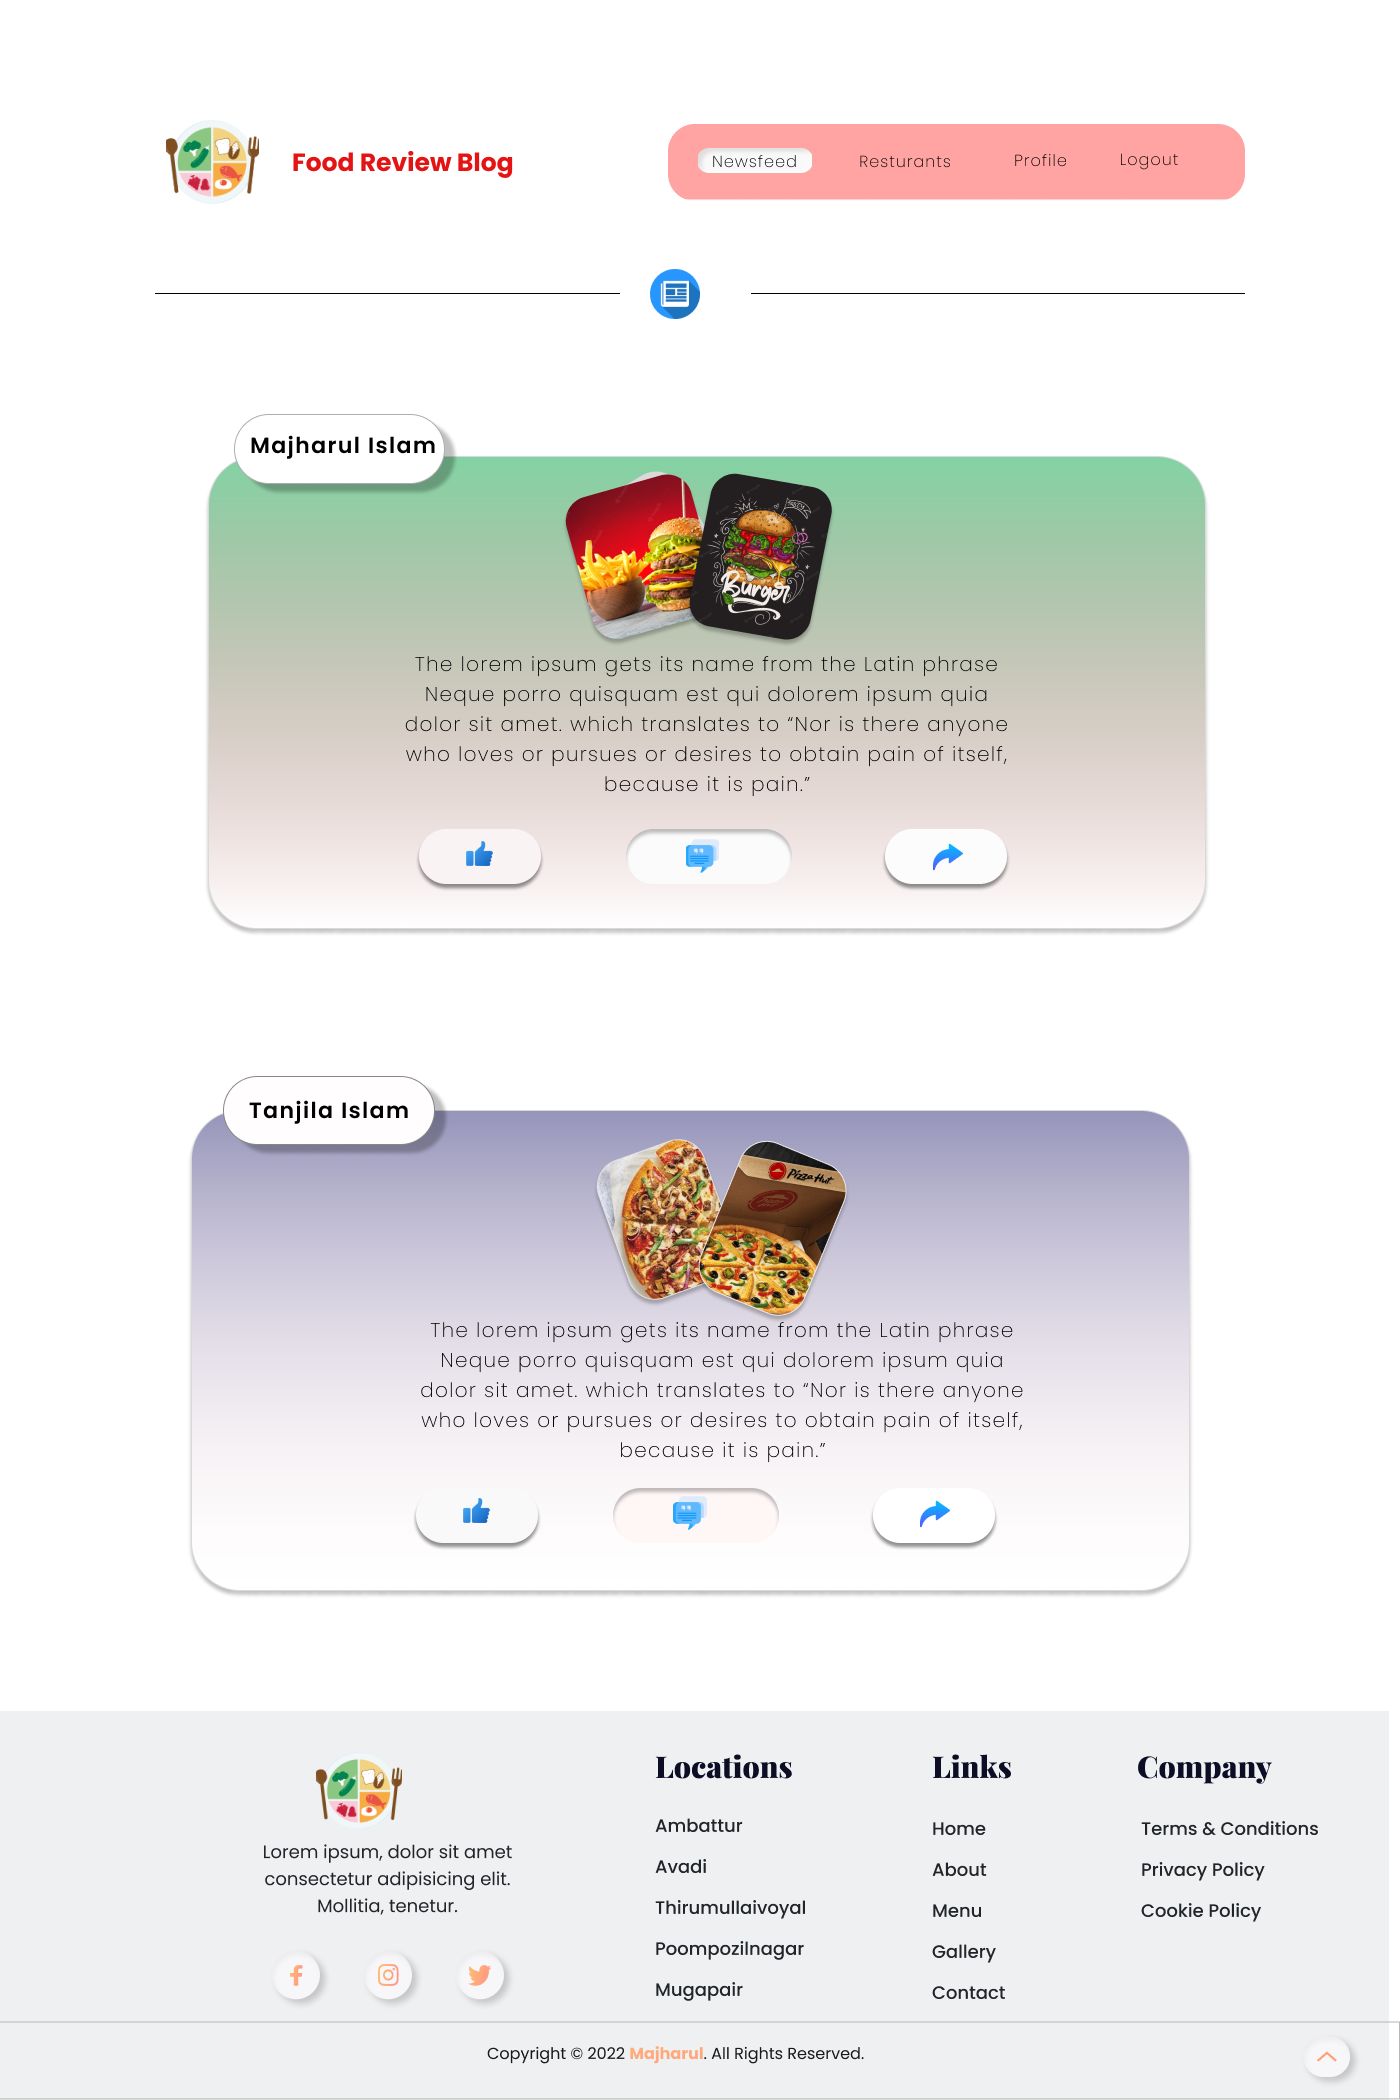 Food Review Blog
Newsfeed
Resturants
Profile
Logout
Majharul Islam
Burger
The lorem ipsum gets its name from the Latin phrase
Neque porro quisquam est qui dolorem ipsum quia
dolor sit amet. which translates to “Nor is there anyone
who loves or pursues or desires to obtain pain of itself,
because it is pain.”
Tanjila Islam
Pizza Hut
The lorem ipsum gets its name from the Latin phrase
Neque porro quisquam est qui dolorem ipsum quia
dolor sit amet. which translates to “Nor is there anyone
who loves or pursues or desires to obtain pain of itself,
because it is pain.”
Lorem ipsum, dolor sit amet
consectetur adipisicing elit.
Mollitia, tenetur.
Locations
Ambattur
Avadi
Thirumullaivoyal
Poompozilnagar
Mugapair
Links
Home
About
Menu
Gallery
Contact
Company
Terms & Conditions
Privacy Policy
Cookie Policy
Copyright © 2022 Majharul. All Rights Reserved.